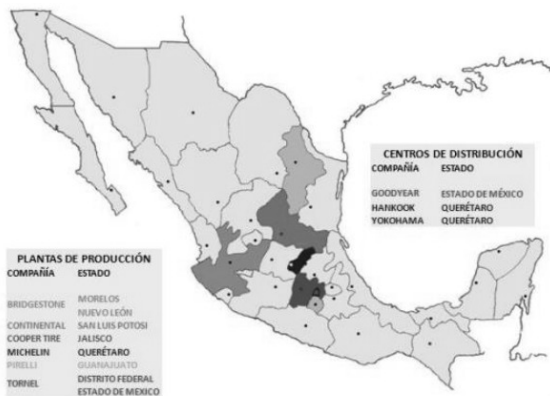 CENTROS DE DISTRIBUCIÓN
COMPAÑÍA ESTADO
GOODYEAR ESTADO DE MÉXICO
HANKOOK QUERÉTARO
YOKOHAMA QUERÉTARO
PLANTAS DE PRODUCCIÓN
COMPAÑÍA ESTADO
BRIDGESTONE MORELOS
NUEVO LEÓN
CONTINENTAL SAN LUIS POTOSI
COOPER TIRE JALISCO
MICHELIN QUERÉTARO
PIRELLI GUANAJUATO
TORNEL DISTRITO FEDERAL
ESTADO DE MEXICO